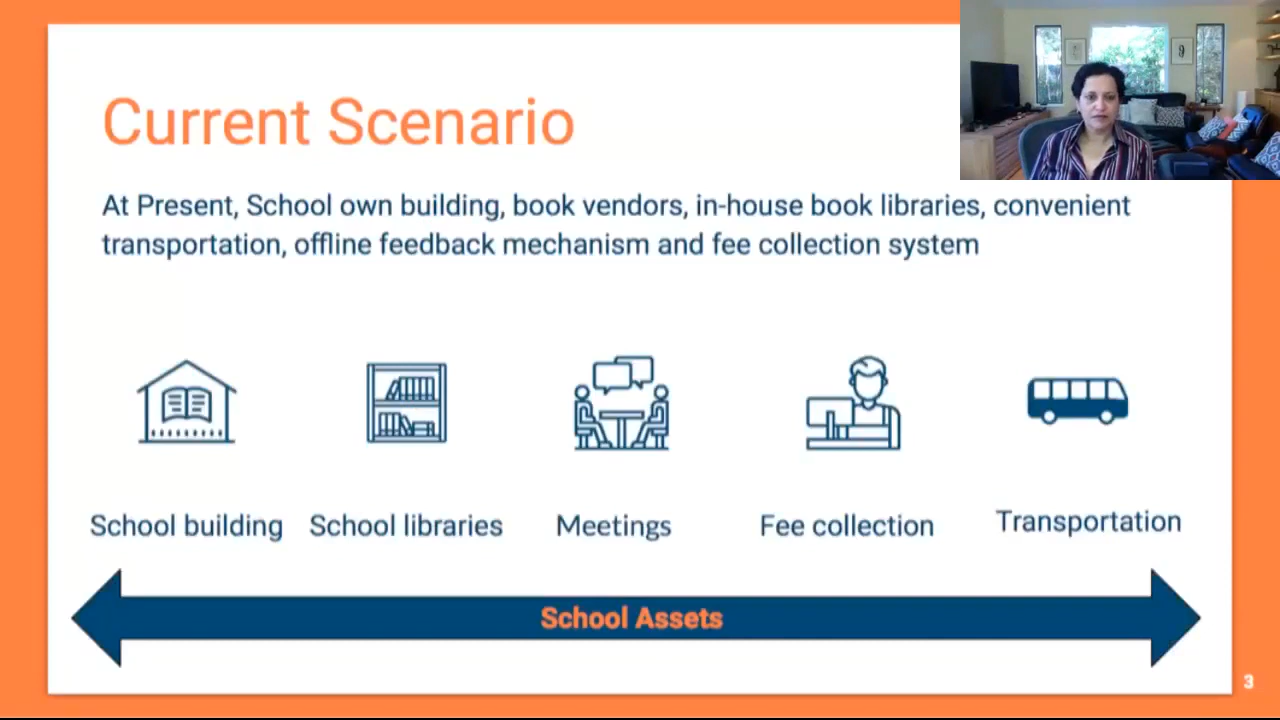 Current Scenario
At Present, School own building, book vendors, in-house book libraries, convenient
transportation, offline feedback mechanism and fee collection system
School building
School libraries
Meetings
Fee collection
Transportation
School Assets
3